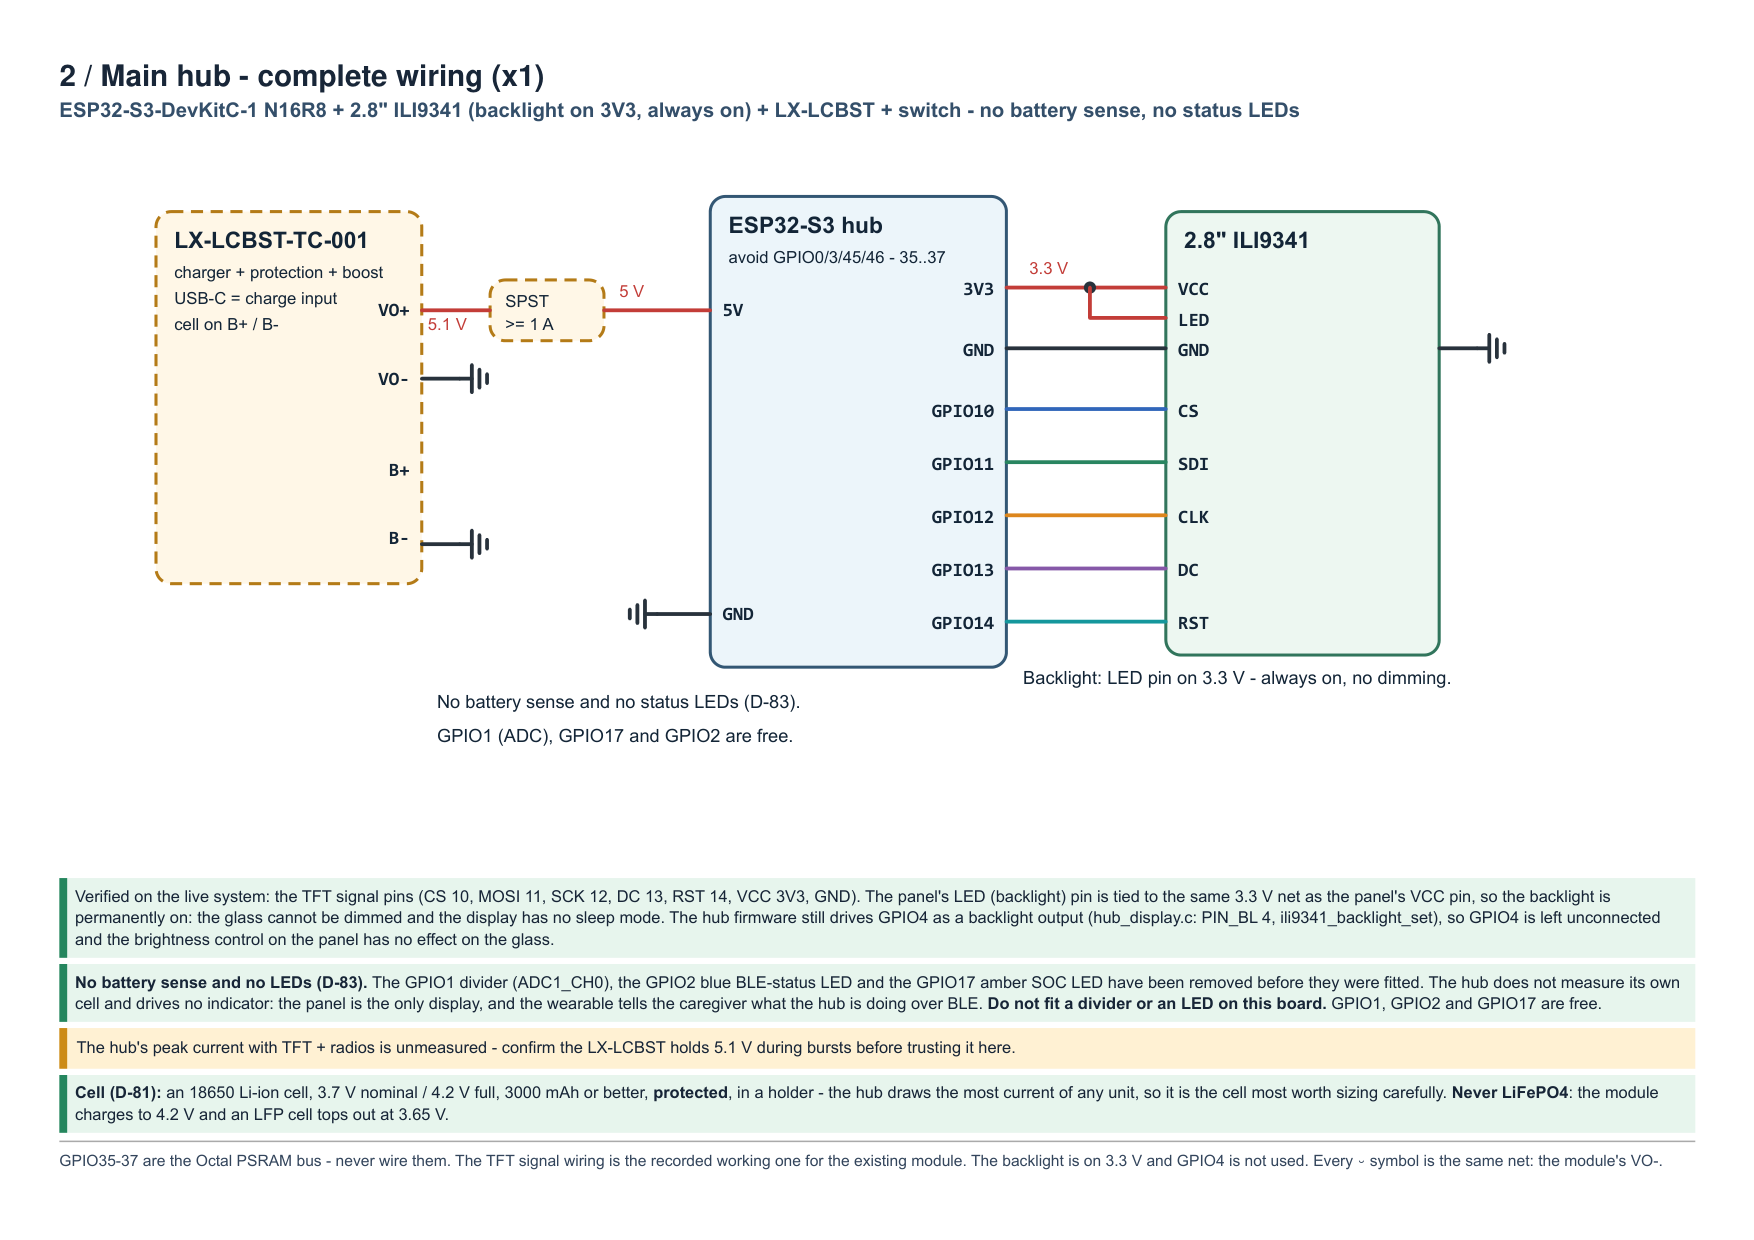 2 / Main hub - complete wiring (x1)
ESP32-S3-DevKitC-1 N16R8 + 2.8" ILI9341 (backlight on 3V3, always on) + LX-LCBST + switch - no battery sense, no status LEDs
LX-LCBST-TC-001
charger + protection + boost
USB-C = charge input
cell on B+ / B-
VO+
5.1 V
VO-
B+
B-
SPST
>= 1 A
5 V
ESP32-S3 hub
avoid GPIO0/3/45/46 - 35..37
5V
GND
3V3
GND
GPIO10
GPIO11
GPIO12
GPIO13
GPIO14
3.3 V
2.8" ILI9341
VCC
LED
GND
CS
SDI
CLK
DC
RST
Backlight: LED pin on 3.3 V - always on, no dimming.
No battery sense and no status LEDs (D-83).
GPIO1 (ADC), GPIO17 and GPIO2 are free.
Verified on the live system: the TFT signal pins (CS 10, MOSI 11, SCK 12, DC 13, RST 14, VCC 3V3, GND). The panel's LED (backlight) pin is tied to the same 3.3 V net as the panel's VCC pin, so the backlight is
permanently on: the glass cannot be dimmed and the display has no sleep mode. The hub firmware still drives GPIO4 as a backlight output (hub_display.c: PIN_BL 4, ili9341_backlight_set), so GPIO4 is left unconnected
and the brightness control on the panel has no effect on the glass.
No battery sense and no LEDs (D-83). The GPIO1 divider (ADC1_CH0), the GPIO2 blue BLE-status LED and the GPIO17 amber SOC LED have been removed before they were fitted. The hub does not measure its own
cell and drives no indicator: the panel is the only display, and the wearable tells the caregiver what the hub is doing over BLE. Do not fit a divider or an LED on this board. GPIO1, GPIO2 and GPIO17 are free.
The hub's peak current with TFT + radios is unmeasured - confirm the LX-LCBST holds 5.1 V during bursts before trusting it here.
Cell (D-81): an 18650 Li-ion cell, 3.7 V nominal / 4.2 V full, 3000 mAh or better, protected, in a holder - the hub draws the most current of any unit, so it is the cell most worth sizing carefully. Never LiFePO4: the module
charges to 4.2 V and an LFP cell tops out at 3.65 V.
GPIO35-37 are the Octal PSRAM bus - never wire them. The TFT signal wiring is the recorded working one for the existing module. The backlight is on 3.3 V and GPIO4 is not used. Every ⏑ symbol is the same net: the module's VO-.